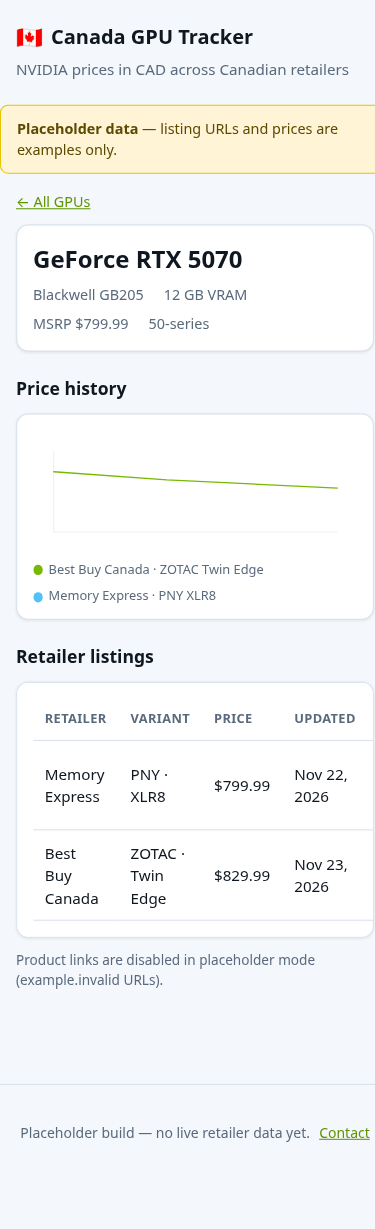 🇨🇦 Canada GPU Tracker
NVIDIA prices in CAD across Canadian retailers
Placeholder data — listing URLs and prices are
examples only.
← All GPUs
GeForce RTX 5070
Blackwell GB205 12 GB VRAM
MSRP $799.99 50-series
Price history
Best Buy Canada · ZOTAC Twin Edge
Memory Express · PNY XLR8
Retailer listings
RETAILER VARIANT PRICE UPDATED
Memory Express PNY · XLR8 $799.99 Nov 22, 2026
Best Buy Canada ZOTAC · Twin Edge $829.99 Nov 23, 2026
Product links are disabled in placeholder mode
(example.invalid URLs).
Placeholder build — no live retailer data yet. Contact